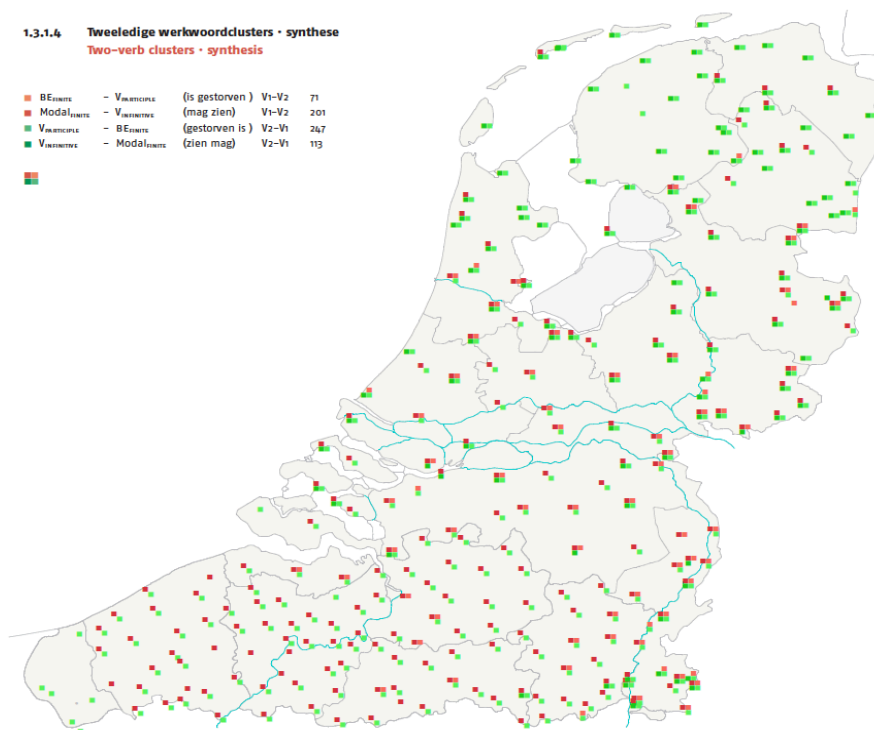 1.3.1.4 Tweeledige werkwoordclusters · synthese
Two-verb clusters · synthesis
BEFINITE – VPARTICIPLE (is gestorven ) V1–V2 71
ModalFINITE – VINFINITIVE (mag zien) V1–V2 201
VPARTICIPLE – BEFINITE (gestorven is ) V2–V1 247
VINFINITIVE – ModalFINITE (zien mag) V2–V1 113